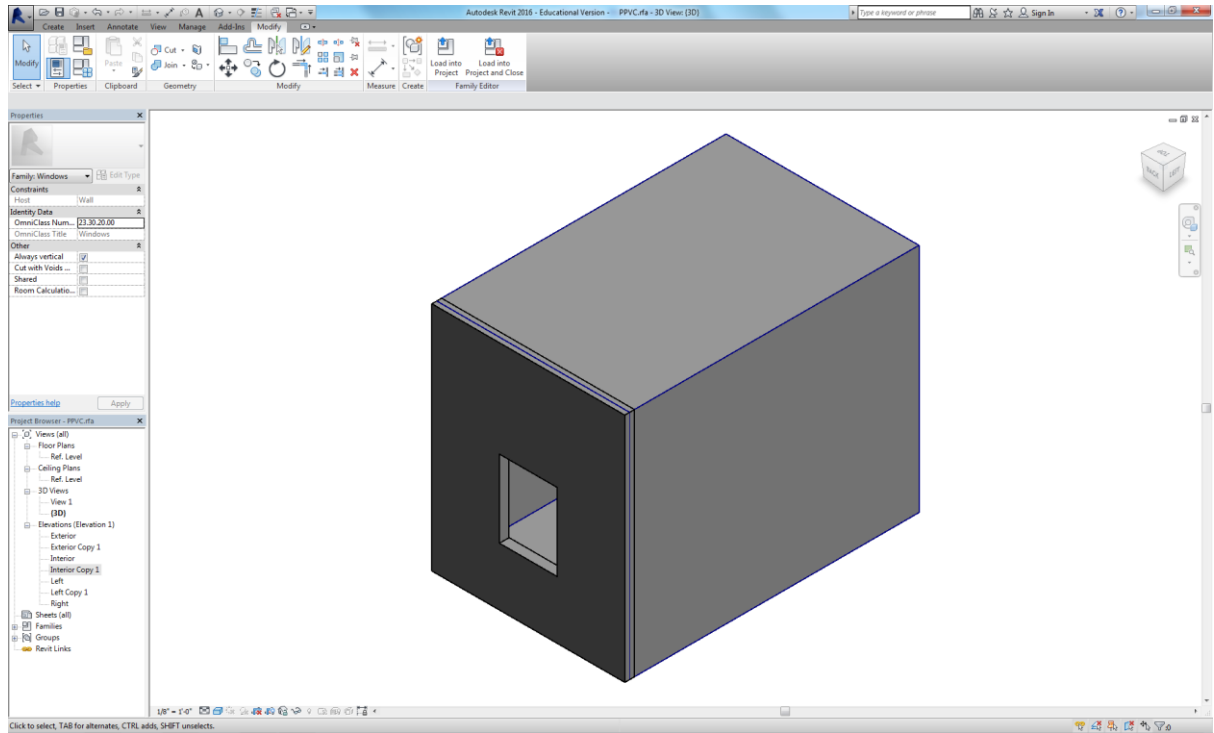 Autodesk Revit 2016 - Educational Version - PPVC.rfa - 3D View: {3D}
Type a keyword or phrase
Sign In
Create Insert Annotate View Manage Add-Ins Modify
Modify
Paste
Cut
Join
Load into Project
Load into Project and Close
Select Properties Clipboard Geometry Modify Measure Create Family Editor
Properties
Family: Windows Edit Type
Constraints
Host Wall
Identity Data
OmniClass Num... 23.30.20.00
OmniClass Title Windows
Other
Always vertical
Cut with Voids ...
Shared
Room Calculatio...
Properties help Apply
Project Browser - PPVC.rfa
Views (all)
Floor Plans
Ref. Level
Ceiling Plans
Ref. Level
3D Views
View 1
{3D}
Elevations (Elevation 1)
Exterior
Exterior Copy 1
Interior
Interior Copy 1
Left
Left Copy 1
Right
Sheets (all)
Families
Groups
Revit Links
TOP
BACK LEFT
1/8" = 1'-0"
Click to select, TAB for alternates, CTRL adds, SHIFT unselects.
:0